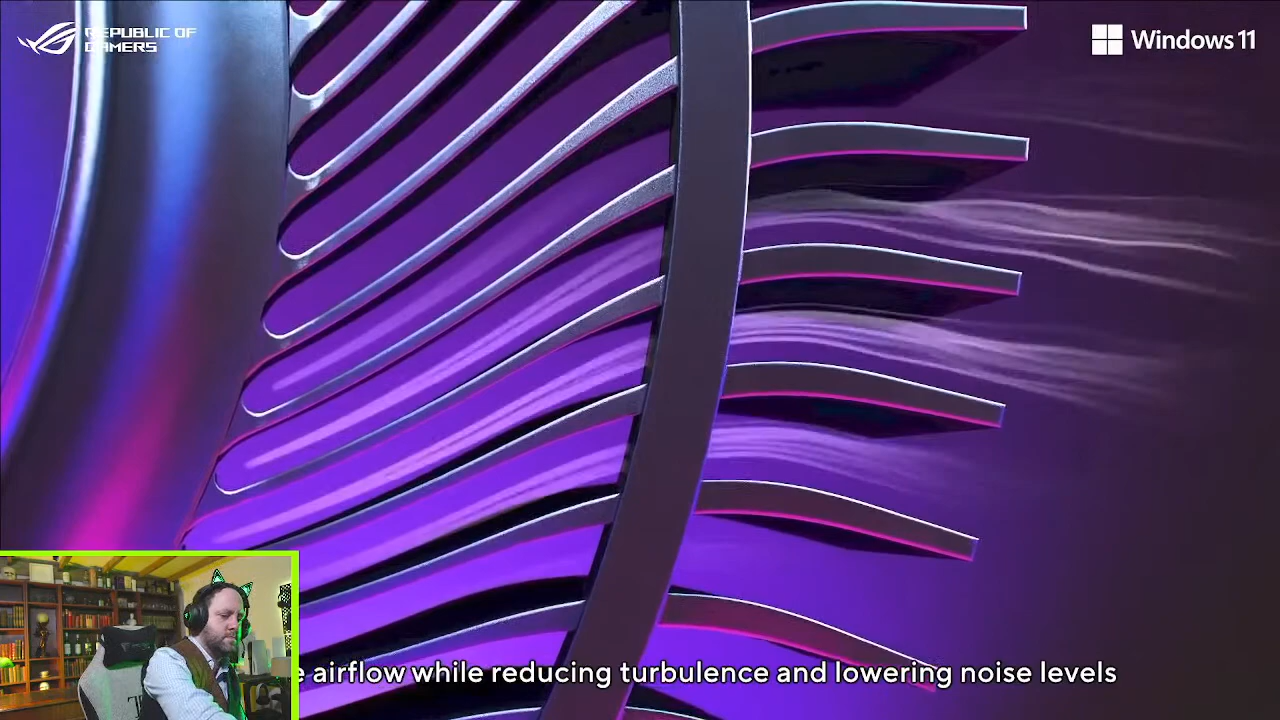 REPUBLIC OF
GAMERS
Windows 11
airflow while reducing turbulence and lowering noise levels